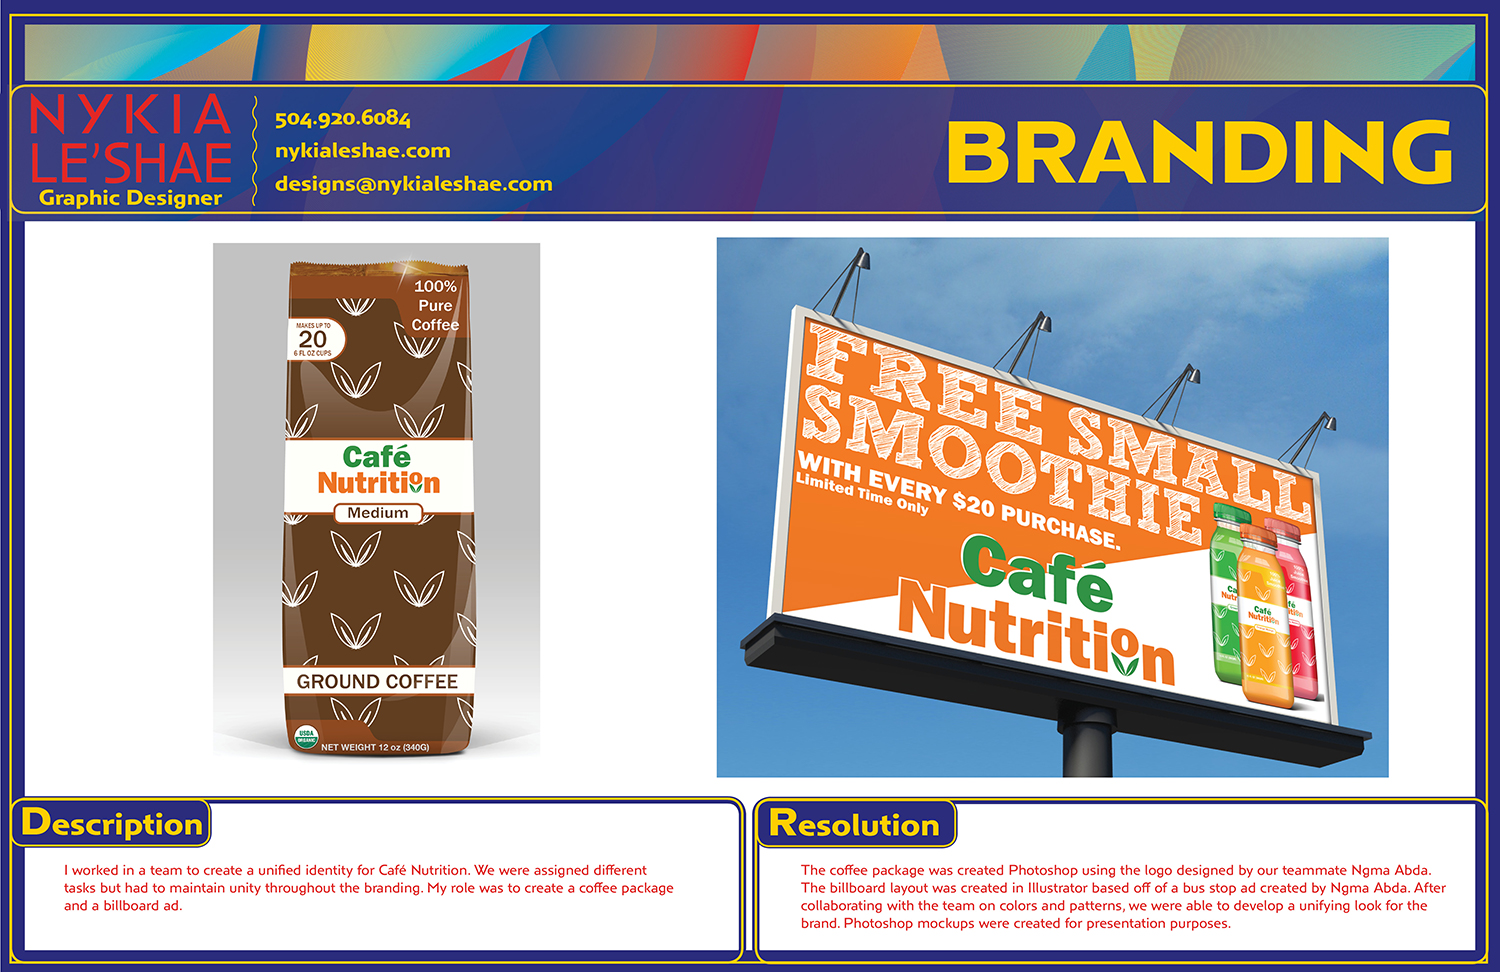 NYKIA
LE'SHAE
Graphic Designer
504.920.6084
nykialeshae.com
designs@nykialeshae.com
BRANDING
100%
Pure
Coffee
MAKES UP TO
20
6 FL OZ CUPS
Café
Nutrition
Medium
GROUND COFFEE
USDA
ORGANIC
NET WEIGHT 12 oz (340G)
FREE SMALL
SMOOTHIE
WITH EVERY $20 PURCHASE.
Limited Time Only
Café
Nutrition
Café
Nutrition
Description
I worked in a team to create a unified identity for Café Nutrition. We were assigned different
tasks but had to maintain unity throughout the branding. My role was to create a coffee package
and a billboard ad.
Resolution
The coffee package was created Photoshop using the logo designed by our teammate Ngma Abda.
The billboard layout was created in Illustrator based off of a bus stop ad created by Ngma Abda. After
collaborating with the team on colors and patterns, we were able to develop a unifying look for the
brand. Photoshop mockups were created for presentation purposes.